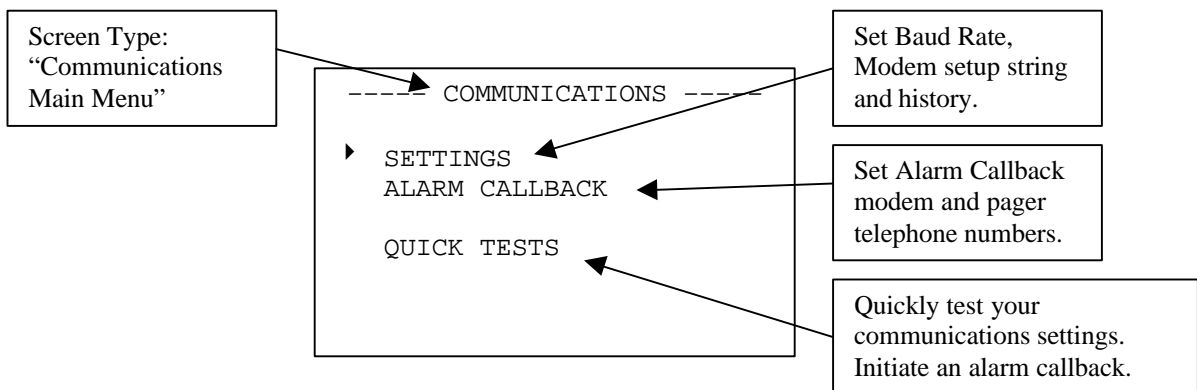 Screen Type:
“Communications
Main Menu”
Set Baud Rate,
Modem setup string
and history.
----- COMMUNICATIONS -----
SETTINGS
ALARM CALLBACK
Set Alarm Callback
modem and pager
telephone numbers.
QUICK TESTS
Quickly test your
communications settings.
Initiate an alarm callback.